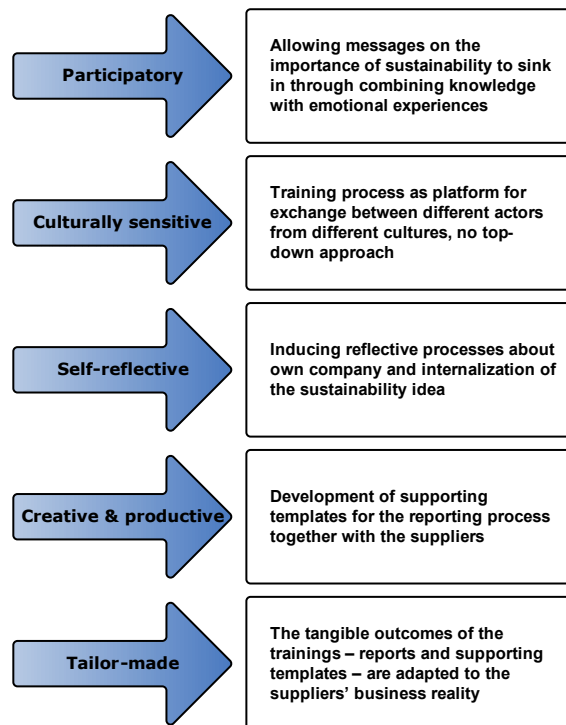 Participatory
Allowing messages on the
importance of sustainability to sink
in through combining knowledge
with emotional experiences
Culturally sensitive
Training process as platform for
exchange between different actors
from different cultures, no top-
down approach
Self-reflective
Inducing reflective processes about
own company and internalization of
the sustainability idea
Creative & productive
Development of supporting
templates for the reporting process
together with the suppliers
Tailor-made
The tangible outcomes of the
trainings – reports and supporting
templates – are adapted to the
suppliers’ business reality